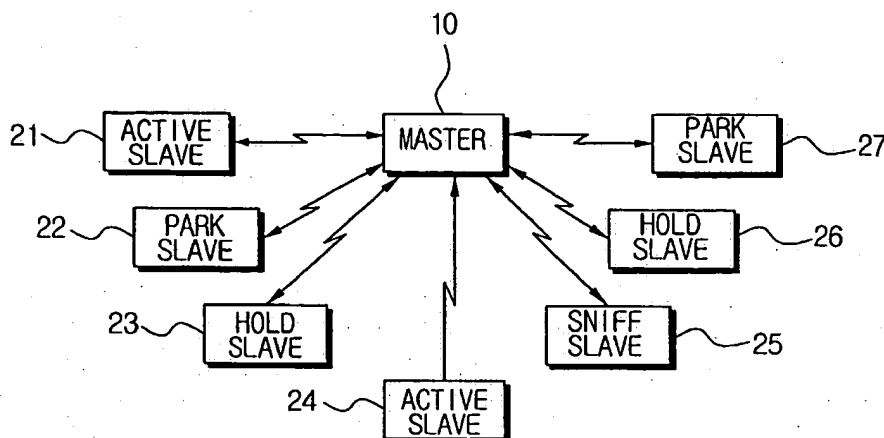 10
MASTER
21
ACTIVE
SLAVE
PARK
SLAVE
27
22
PARK
SLAVE
HOLD
SLAVE
26
23
HOLD
SLAVE
SNIFF
SLAVE
25
24
ACTIVE
SLAVE